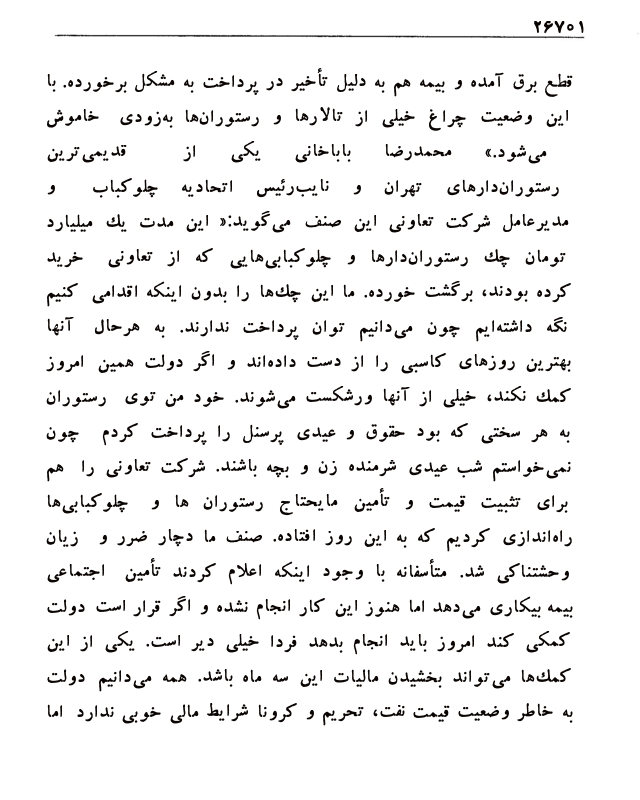 ۲۶۷۰۱
قطع برق آمده و بیمه هم به دلیل تأخیر در پرداخت به مشکل برخورده. با
این وضعیت چراغ خیلی از تالارها و رستوران‌ها به‌زودی خاموش
می‌شود.» محمدرضا باباخانی یکی از قدیمی‌ترین
رستوران‌دارهای تهران و نایب‌رئیس اتحادیه چلوکباب و
مدیرعامل شرکت تعاونی این صنف می‌گوید:« این مدت یك میلیارد
تومان چك رستوران‌دارها و چلوکبابی‌هایی که از تعاونی خرید
کرده بودند، برگشت خورده. ما این چك‌ها را بدون اینکه اقدامی کنیم
نگه داشته‌ایم چون می‌دانیم توان پرداخت ندارند. به هرحال آنها
بهترین روزهای کاسبی را از دست داده‌اند و اگر دولت همین امروز
کمك نکند، خیلی از آنها ورشکست می‌شوند. خود من توی رستوران
به هر سختی که بود حقوق و عیدی پرسنل را پرداخت کردم چون
نمی‌خواستم شب عیدی شرمنده زن و بچه باشند. شرکت تعاونی را هم
برای تثبیت قیمت و تأمین مایحتاج رستوران ها و چلوکبابی‌ها
راه‌اندازی کردیم که به این روز افتاده. صنف ما دچار ضرر و زیان
وحشتناکی شد. متأسفانه با وجود اینکه اعلام کردند تأمین اجتماعی
بیمه بیکاری می‌دهد اما هنوز این کار انجام نشده و اگر قرار است دولت
کمکی کند امروز باید انجام بدهد فردا خیلی دیر است. یکی از این
کمك‌ها می‌تواند بخشیدن مالیات این سه ماه باشد. همه می‌دانیم دولت
به خاطر وضعیت قیمت نفت، تحریم و کرونا شرایط مالی خوبی ندارد اما